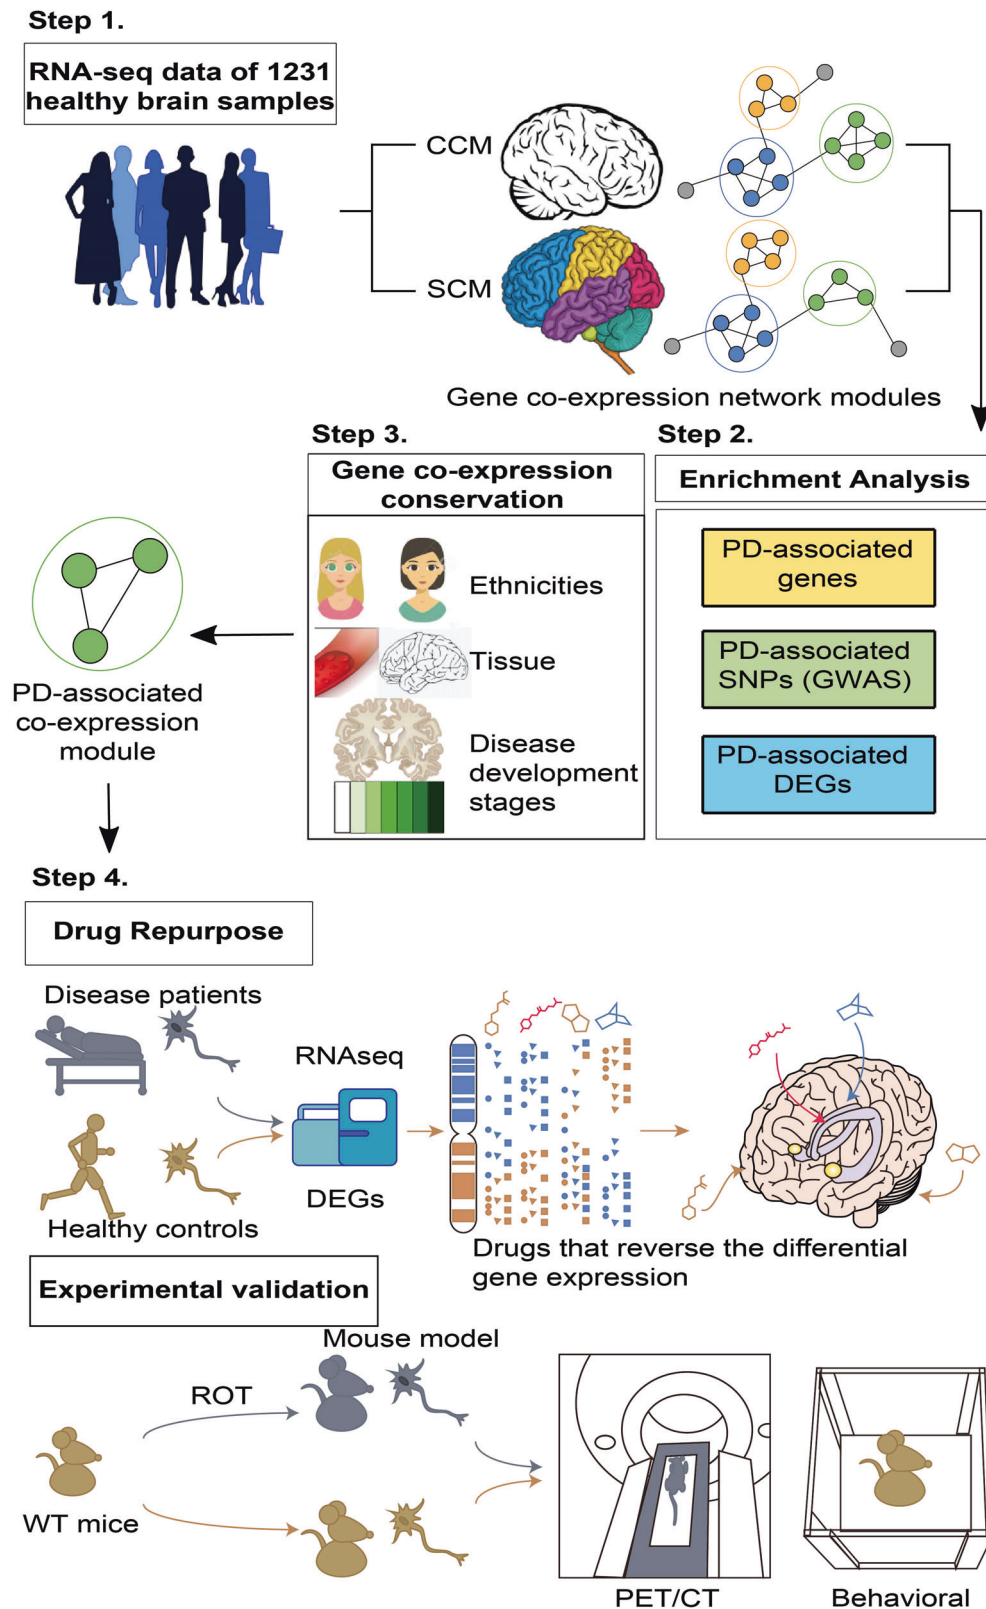 Step 1.
RNA-seq data of 1231
healthy brain samples
CCM
SCM
Gene co-expression network modules
Step 3.
Gene co-expression
conservation
Ethnicities
Tissue
Disease
development
stages
Step 2.
Enrichment Analysis
PD-associated
genes
PD-associated
SNPs (GWAS)
PD-associated
DEGs
PD-associated
co-expression
module
Step 4.
Drug Repurpose
Disease patients
RNAseq
DEGs
Healthy controls
Drugs that reverse the differential
gene expression
Experimental validation
Mouse model
ROT
WT mice
PET/CT
Behavioral